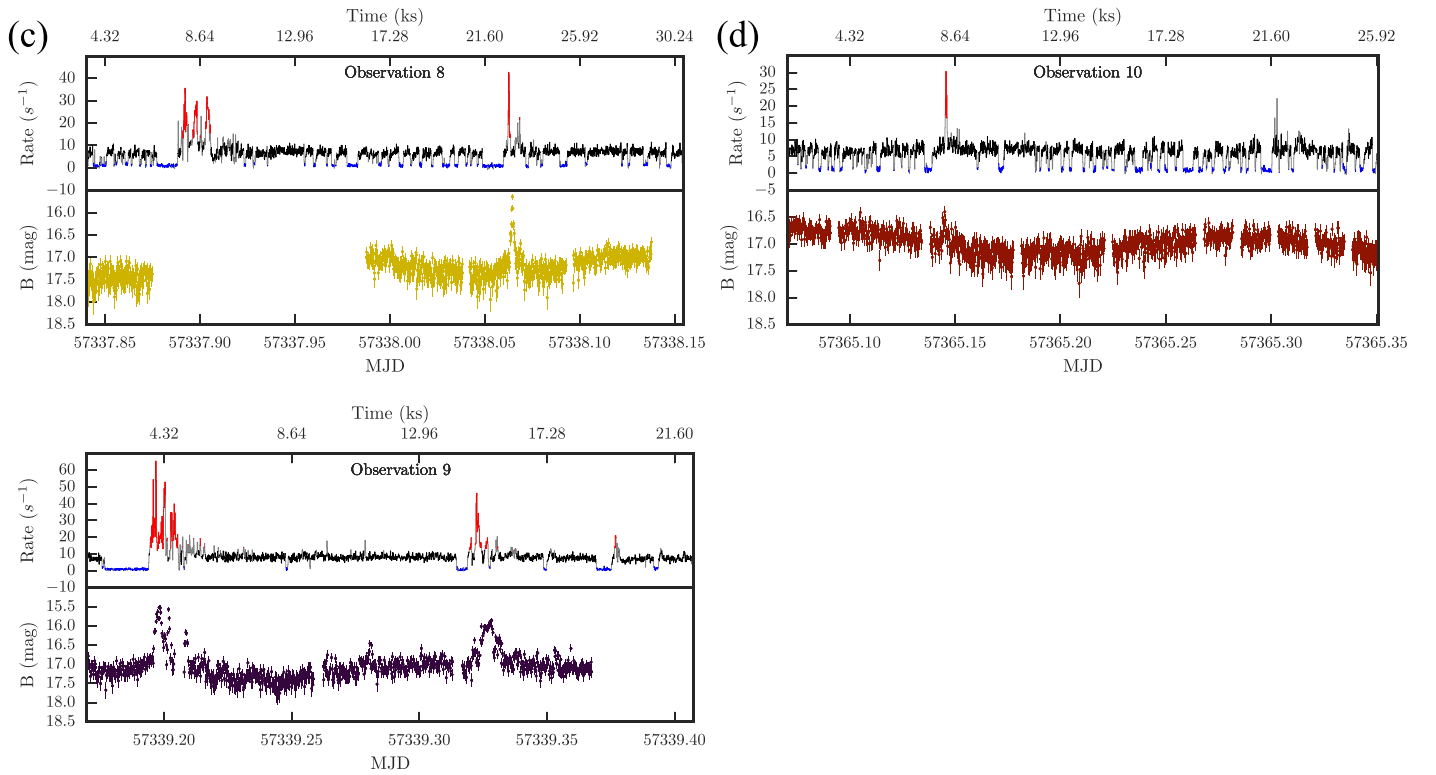 (c)
Time (ks)
4.32 8.64 12.96 17.28 21.60 25.92 30.24
Observation 8
Rate (s⁻¹)
40
30
20
10
0
−10
B (mag)
16.0
16.5
17.0
17.5
18.0
18.5
57337.85 57337.90 57337.95 57338.00 57338.05 57338.10 57338.15
MJD
(d)
Time (ks)
4.32 8.64 12.96 17.28 21.60 25.92
Observation 10
Rate (s⁻¹)
30
25
20
15
10
5
0
−5
B (mag)
16.5
17.0
17.5
18.0
18.5
57365.10 57365.15 57365.20 57365.25 57365.30 57365.35
MJD
Time (ks)
4.32 8.64 12.96 17.28 21.60
Observation 9
Rate (s⁻¹)
60
50
40
30
20
10
0
−10
B (mag)
15.5
16.0
16.5
17.0
17.5
18.0
18.5
57339.20 57339.25 57339.30 57339.35 57339.40
MJD